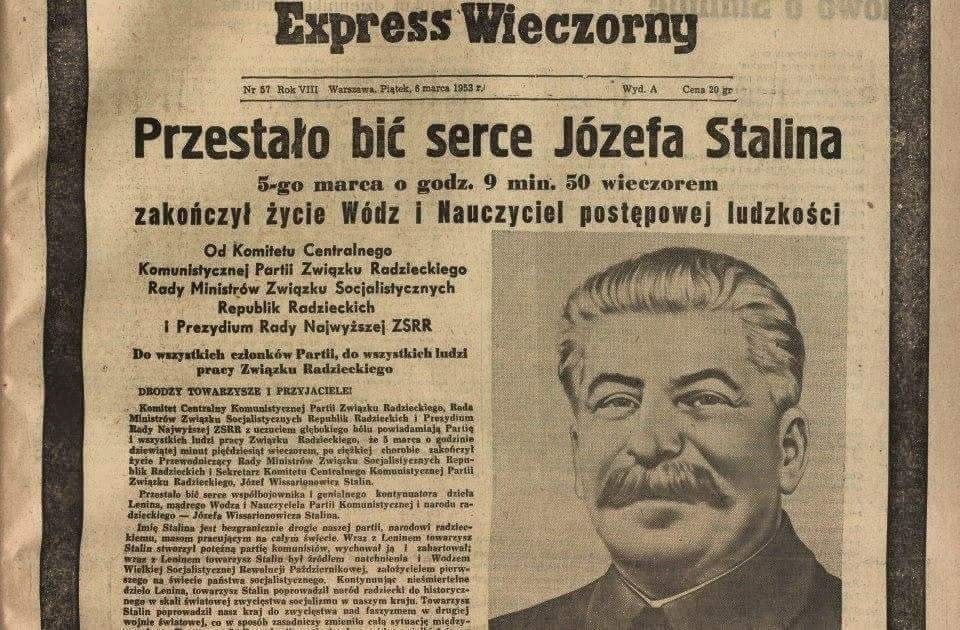 Express Wieczorny
Nr 57 Rok VIII Warszawa, Piątek, 6 marca 1953 r. Wyd. A Cena 20 gr
Przestało bić serce Józefa Stalina
5-go marca o godz. 9 min. 50 wieczorem
zakończył życie Wódz i Nauczyciel postępowej ludzkości
Od Komitetu Centralnego
Komunistycznej Partii Związku Radzieckiego
Rady Ministrów Związku Socjalistycznych
Republik Radzieckich
i Prezydium Rady Najwyższej ZSRR
Do wszystkich członków Partii, do wszystkich ludzi
pracy Związku Radzieckiego
DRODZY TOWARZYSZE I PRZYJACIELE!
Komitet Centralny Komunistycznej Partii Związku Radzieckiego, Rada
Ministrów Związku Socjalistycznych Republik Radzieckich i Prezydium
Rady Najwyższej ZSRR z uczuciem głębokiego bólu powiadamiają Partię
i wszystkich ludzi pracy Związku Radzieckiego, że 5 marca o godzinie
dziewiątej minut pięćdziesiąt wieczorem, po ciężkiej chorobie zakończył
życie Przewodniczący Rady Ministrów Związku Socjalistycznych Repu-
blik Radzieckich i Sekretarz Komitetu Centralnego Komunistycznej Partii
Związku Radzieckiego, Józef Wissarionowicz Stalin.
Przestało bić serce współbojownika i genialnego kontynuatora dzieła
Lenina, mądrego Wodza i Nauczyciela Partii Komunistycznej i narodu ra-
dzieckiego — Józefa Wissarionowicza Stalina.
Imię Stalina jest bezgranicznie drogie naszej partii, narodowi radziec-
kiemu, masom pracującym na całym świecie. Wraz z Leninem towarzysz
Stalin stworzył potężną partię komunistów, wychował ją i zahartował;
wraz z Leninem towarzysz Stalin był źródłem natchnienia i Wodzem
Wielkiej Socjalistycznej Rewolucji Październikowej, założycielem pierw-
szego na świecie państwa socjalistycznego. Kontynuując nieśmiertelne
dzieło Lenina, towarzysz Stalin poprowadził naród radziecki do historycz-
nego w skali światowej zwycięstwa socjalizmu w naszym kraju. Towarzysz
Stalin poprowadził nasz kraj do zwycięstwa nad faszyzmem w drugiej
wojnie światowej, co w sposób zasadniczy zmieniło całą sytuację między-